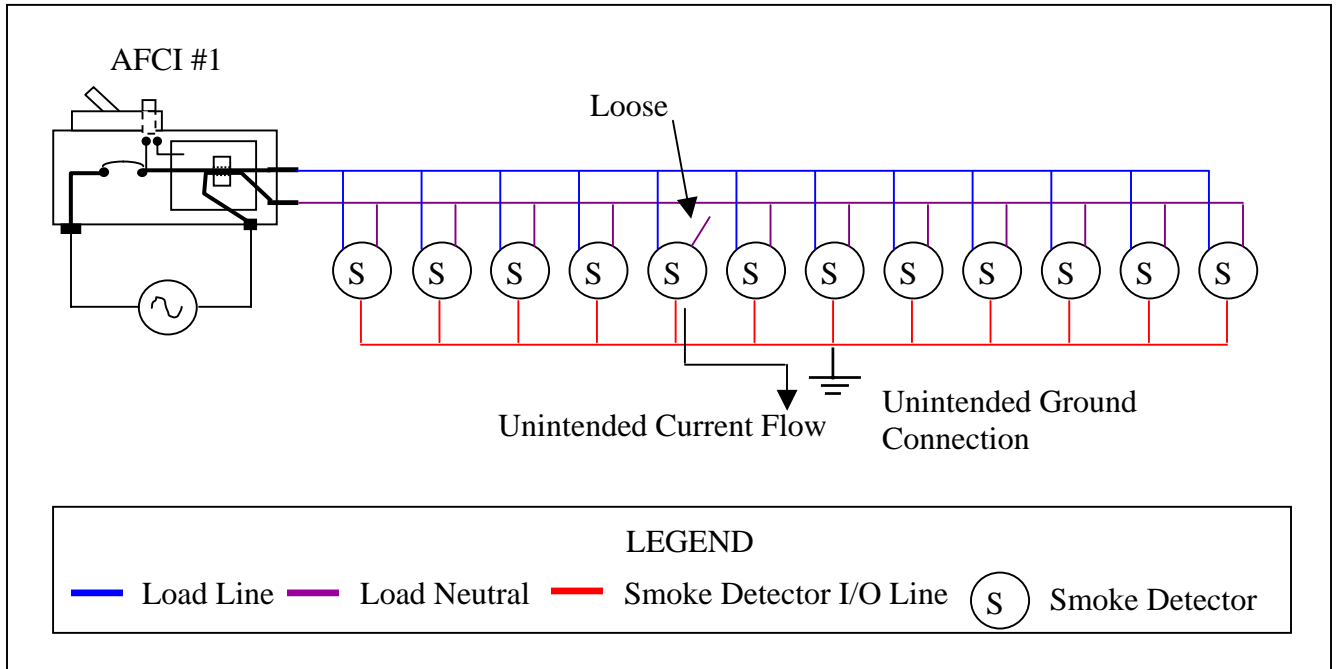 AFCI #1
Loose
S S S S S S S S S S S S
Unintended Current Flow
Unintended Ground
Connection
LEGEND
Load Line Load Neutral Smoke Detector I/O Line S Smoke Detector